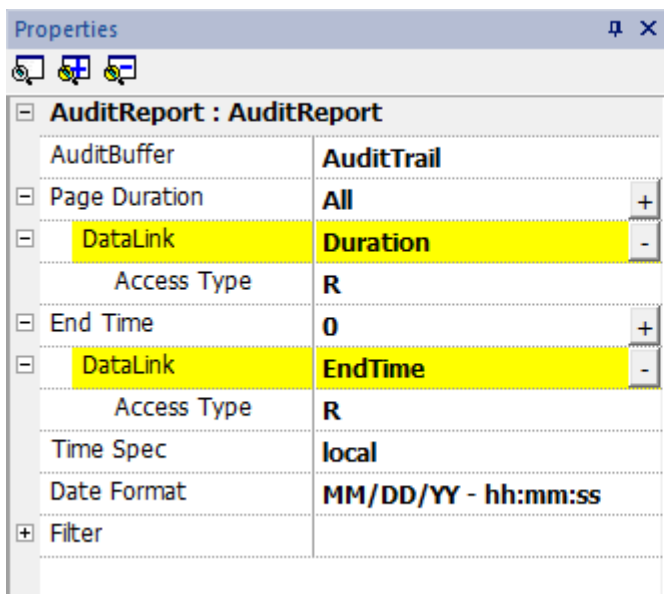 Properties
AuditReport : AuditReport
AuditBuffer AuditTrail
Page Duration All +
DataLink Duration -
Access Type R
End Time 0 +
DataLink EndTime -
Access Type R
Time Spec local
Date Format MM/DD/YY - hh:mm:ss
Filter